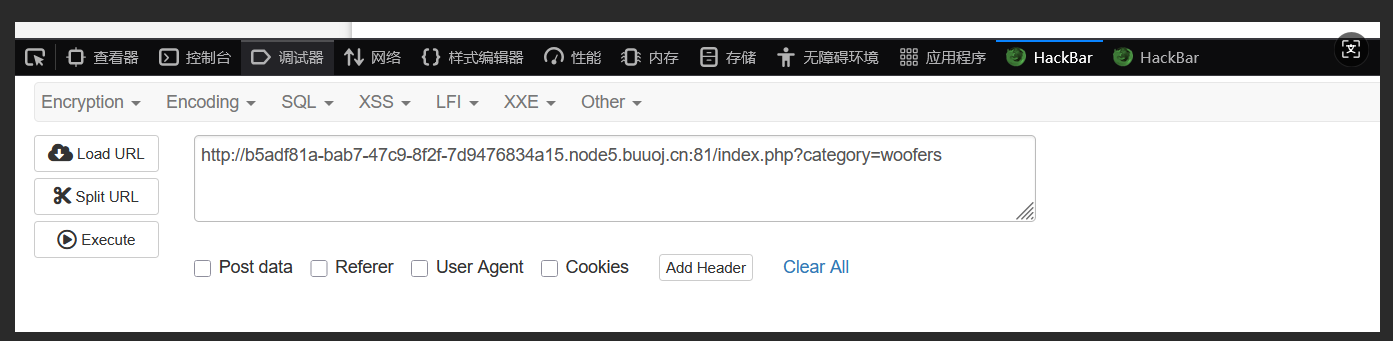 查看器 控制台 调试器 网络 样式编辑器 性能 内存 存储 无障碍环境 应用程序 HackBar HackBar
Encryption Encoding SQL XSS LFI XXE Other
Load URL
http://b5adf81a-bab7-47c9-8f2f-7d9476834a15.node5.buuoj.cn:81/index.php?category=woofers
Split URL
Execute
Post data Referer User Agent Cookies Add Header Clear All